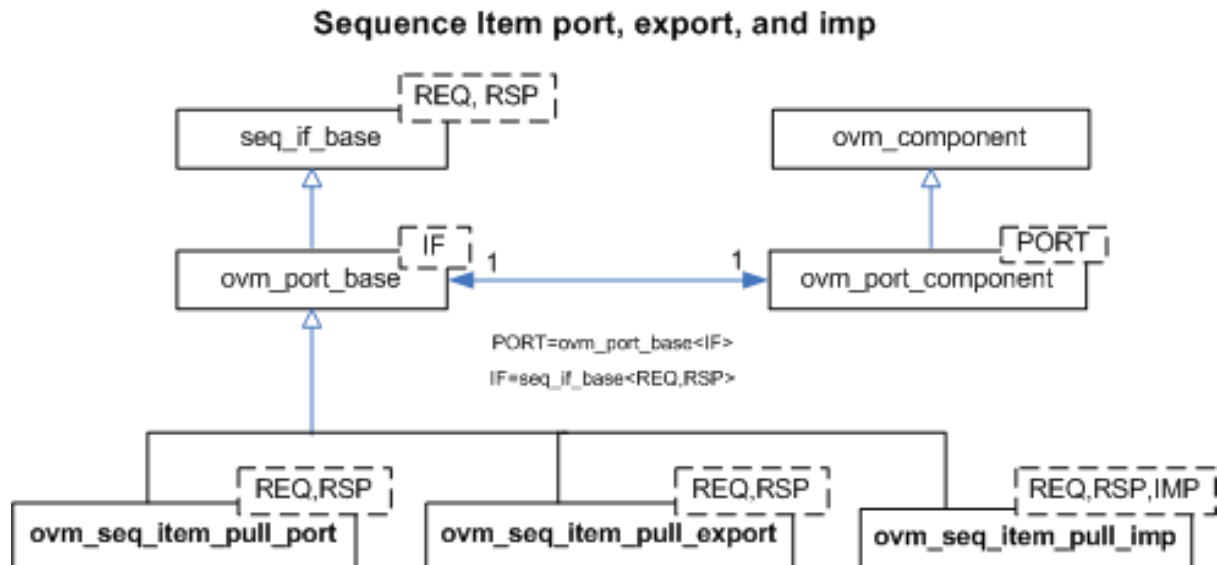 Sequence Item port, export, and imp
REQ, RSP
seq_if_base
ovm_component
IF
PORT
ovm_port_base
1
1
ovm_port_component
PORT=ovm_port_base<IF>
IF=seq_if_base<REQ,RSP>
REQ,RSP
REQ,RSP
REQ,RSP,IMP
ovm_seq_item_pull_port
ovm_seq_item_pull_export
ovm_seq_item_pull_imp